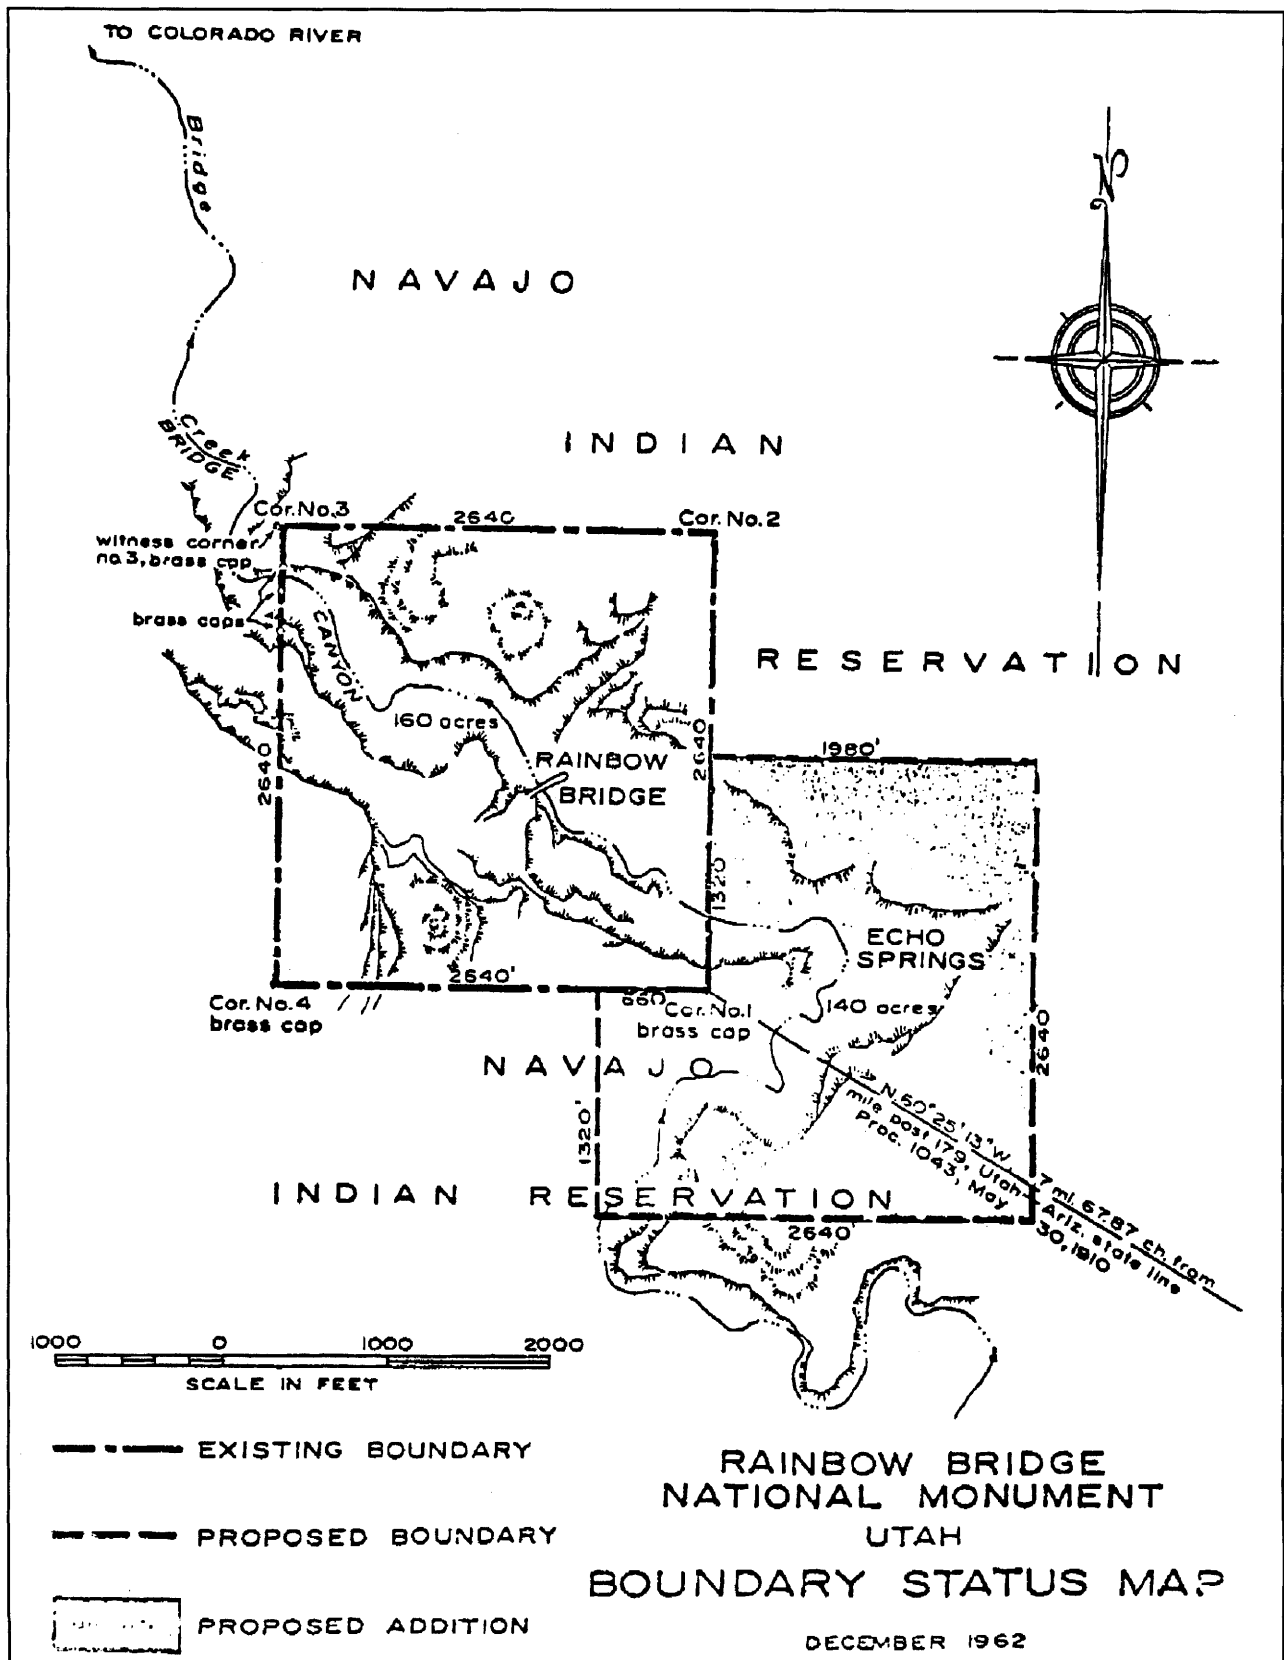 TO COLORADO RIVER
Bridge
NAVAJO
N
Creek
BRIDGE
INDIAN
Cor. No. 3
2640
Cor. No. 2
witness corner
no. 3, brass cap
brass caps
CANYON
RESERVATION
160 acres
2640
2640
1980'
RAINBOW
BRIDGE
1320'
ECHO
SPRINGS
2640'
660'
Cor. No. 4
brass cap
Cor. No. 1
brass cap
140 acres
2640
NAVAJO
1320'
N. 60° 25' 13" W. 7 mi. 67.87 ch. from
mile post 179, Utah - Ariz. state line
Proc. 1043, May 30, 1910
INDIAN RESERVATION
2640'
1000 0 1000 2000
SCALE IN FEET
EXISTING BOUNDARY
PROPOSED BOUNDARY
PROPOSED ADDITION
RAINBOW BRIDGE
NATIONAL MONUMENT
UTAH
BOUNDARY STATUS MAP
DECEMBER 1962